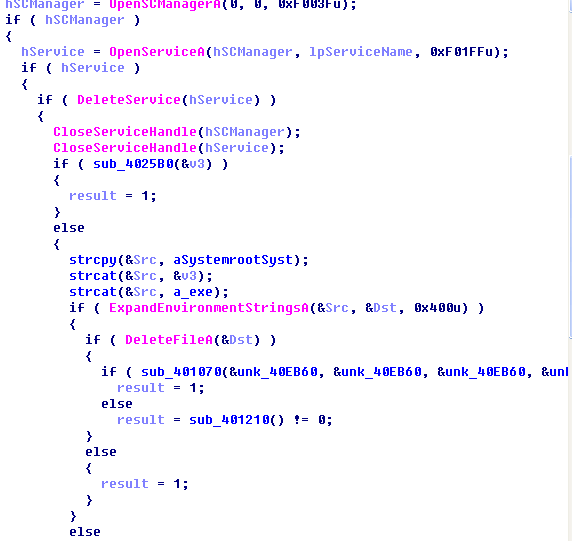 hSCManager = OpenSCManagerA(0, 0, 0xF003Fu);
if ( hSCManager )
{
hService = OpenServiceA(hSCManager, lpServiceName, 0xF01FFu);
if ( hService )
{
if ( DeleteService(hService) )
{
CloseServiceHandle(hSCManager);
CloseServiceHandle(hService);
if ( sub_4025B0(&v3) )
{
result = 1;
}
else
{
strcpy(&Src, aSystemrootSyst);
strcat(&Src, &v3);
strcat(&Src, a_exe);
if ( ExpandEnvironmentStringsA(&Src, &Dst, 0x400u) )
{
if ( DeleteFileA(&Dst) )
{
if ( sub_401070(&unk_40EB60, &unk_40EB60, &unk_40EB60, &un
result = 1;
else
result = sub_401210() != 0;
}
else
{
result = 1;
}
}
else